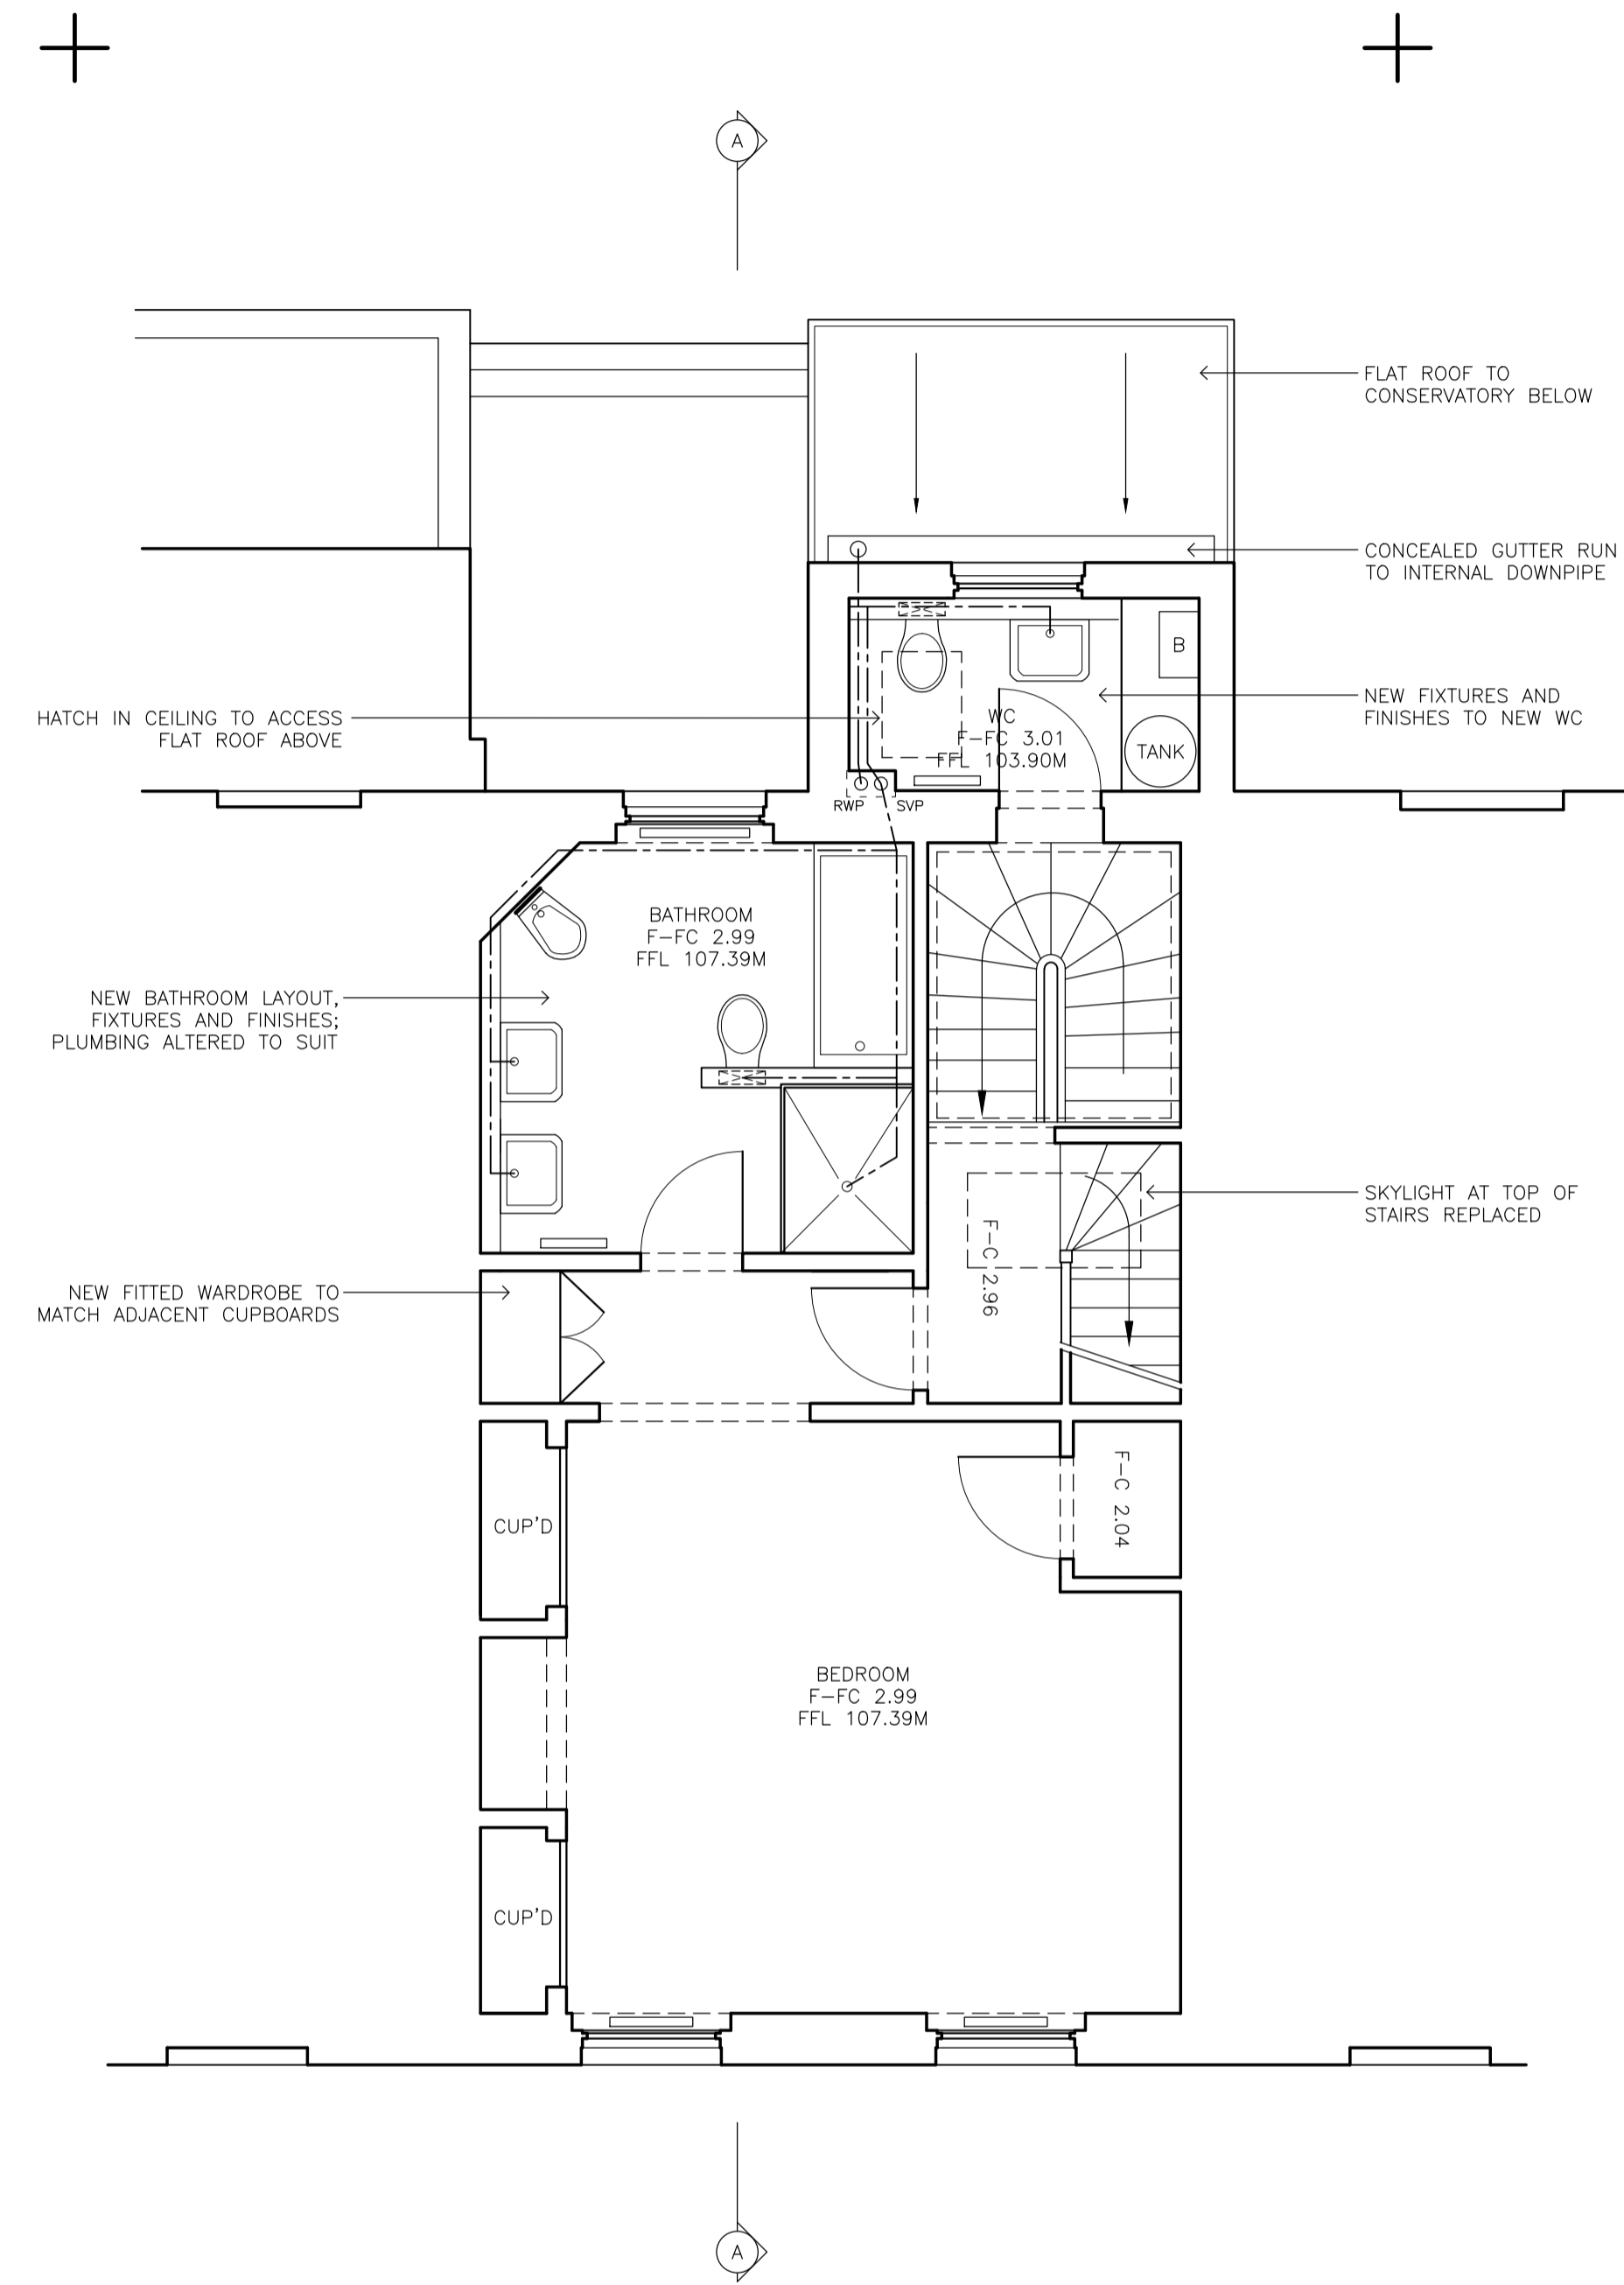 A
FLAT ROOF TO
CONSERVATORY BELOW
CONCEALED GUTTER RUN
TO INTERNAL DOWNPIPE
B
NEW FIXTURES AND
FINISHES TO NEW WC
HATCH IN CEILING TO ACCESS
FLAT ROOF ABOVE
WC
F-FC 3.01
FFL 103.90M
TANK
RWP SVP
BATHROOM
F-FC 2.99
FFL 107.39M
NEW BATHROOM LAYOUT,
FIXTURES AND FINISHES;
PLUMBING ALTERED TO SUIT
SKYLIGHT AT TOP OF
STAIRS REPLACED
F-C 2.96
NEW FITTED WARDROBE TO
MATCH ADJACENT CUPBOARDS
F-C 2.04
CUP'D
BEDROOM
F-FC 2.99
FFL 107.39M
CUP'D
A